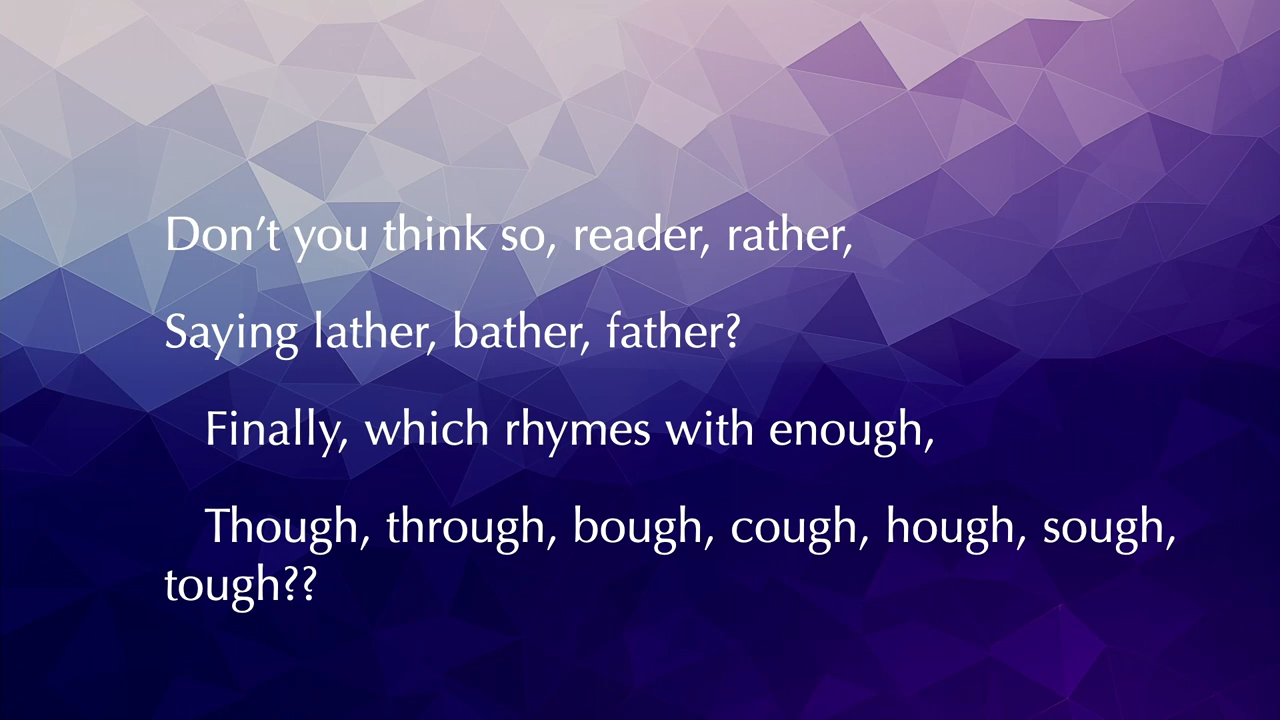 Don’t you think so, reader, rather,
Saying lather, bather, father?
Finally, which rhymes with enough,
Though, through, bough, cough, hough, sough,
tough??